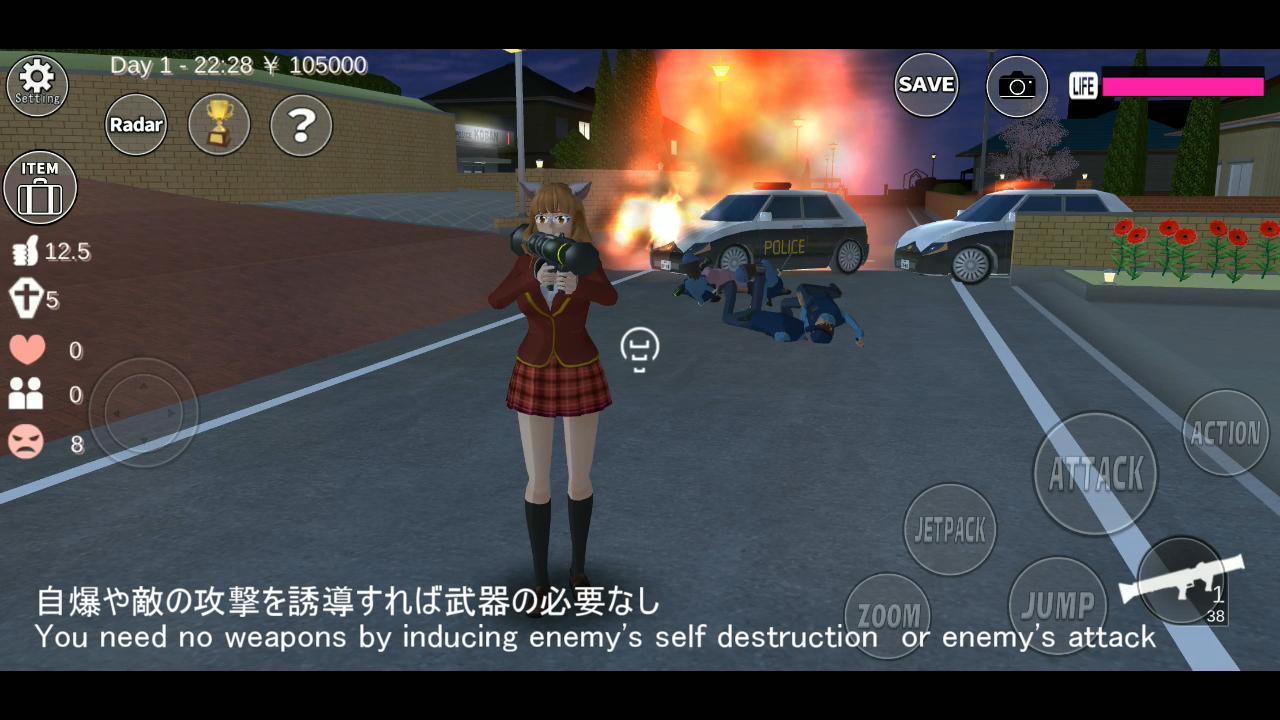 Day 1 - 22:28 ¥ 105000
Setting
Radar
?
SAVE
LIFE
ITEM
POLICE KOBAN
12.5
5
0
0
8
POLICE
ACTION
ATTACK
JETPACK
ZOOM
JUMP
1
38
自爆や敵の攻撃を誘導すれば武器の必要なし
You need no weapons by inducing enemy's self destruction or enemy's attack